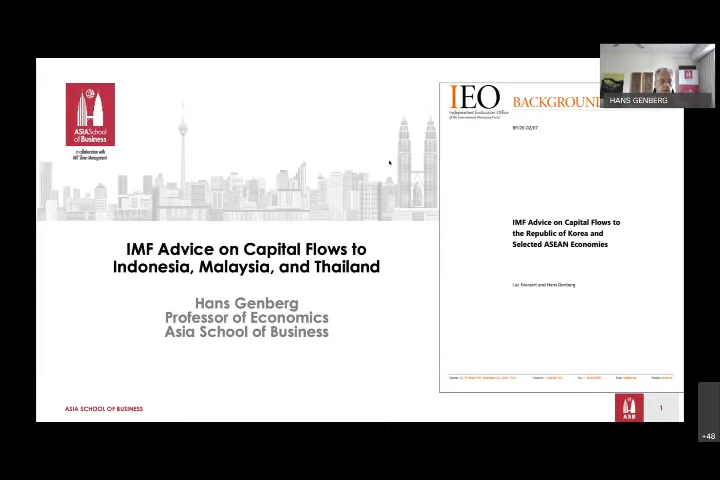 HANS GENBERG
ASIASchool
of Business
in collaboration with
MIT Sloan Management
IMF Advice on Capital Flows to
Indonesia, Malaysia, and Thailand
Hans Genberg
Professor of Economics
Asia School of Business
ASIA SCHOOL OF BUSINESS
IEO
Independent Evaluation Office
of the International Monetary Fund
BACKGROUND
BP/20-02/07
IMF Advice on Capital Flows to
the Republic of Korea and
Selected ASEAN Economies
Luc Everaert and Hans Genberg
ASB
1
+46